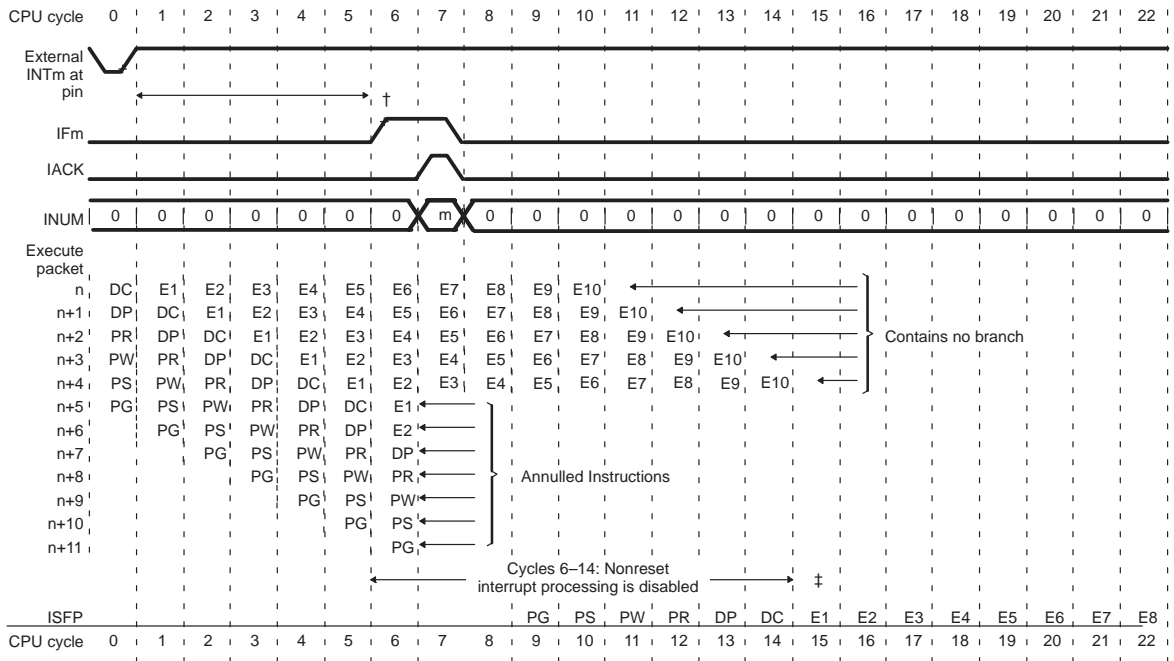 CPU cycle 0 1 2 3 4 5 6 7 8 9 10 11 12 13 14 15 16 17 18 19 20 21 22
External
INTm at
pin
†
IFm
IACK
INUM 0 0 0 0 0 0 0 m 0 0 0 0 0 0 0 0 0 0 0 0 0 0 0
Execute
packet
n DC E1 E2 E3 E4 E5 E6 E7 E8 E9 E10
n+1 DP DC E1 E2 E3 E4 E5 E6 E7 E8 E9 E10
n+2 PR DP DC E1 E2 E3 E4 E5 E6 E7 E8 E9 E10
Contains no branch
n+3 PW PR DP DC E1 E2 E3 E4 E5 E6 E7 E8 E9 E10
n+4 PS PW PR DP DC E1 E2 E3 E4 E5 E6 E7 E8 E9 E10
n+5 PG PS PW PR DP DC E1
n+6 PG PS PW PR DP E2
n+7 PG PS PW PR DP
n+8 PG PS PW PR
Annulled Instructions
n+9 PG PS PW
n+10 PG PS
n+11 PG
Cycles 6–14: Nonreset
interrupt processing is disabled
‡
ISFP PG PS PW PR DP DC E1 E2 E3 E4 E5 E6 E7 E8
CPU cycle 0 1 2 3 4 5 6 7 8 9 10 11 12 13 14 15 16 17 18 19 20 21 22